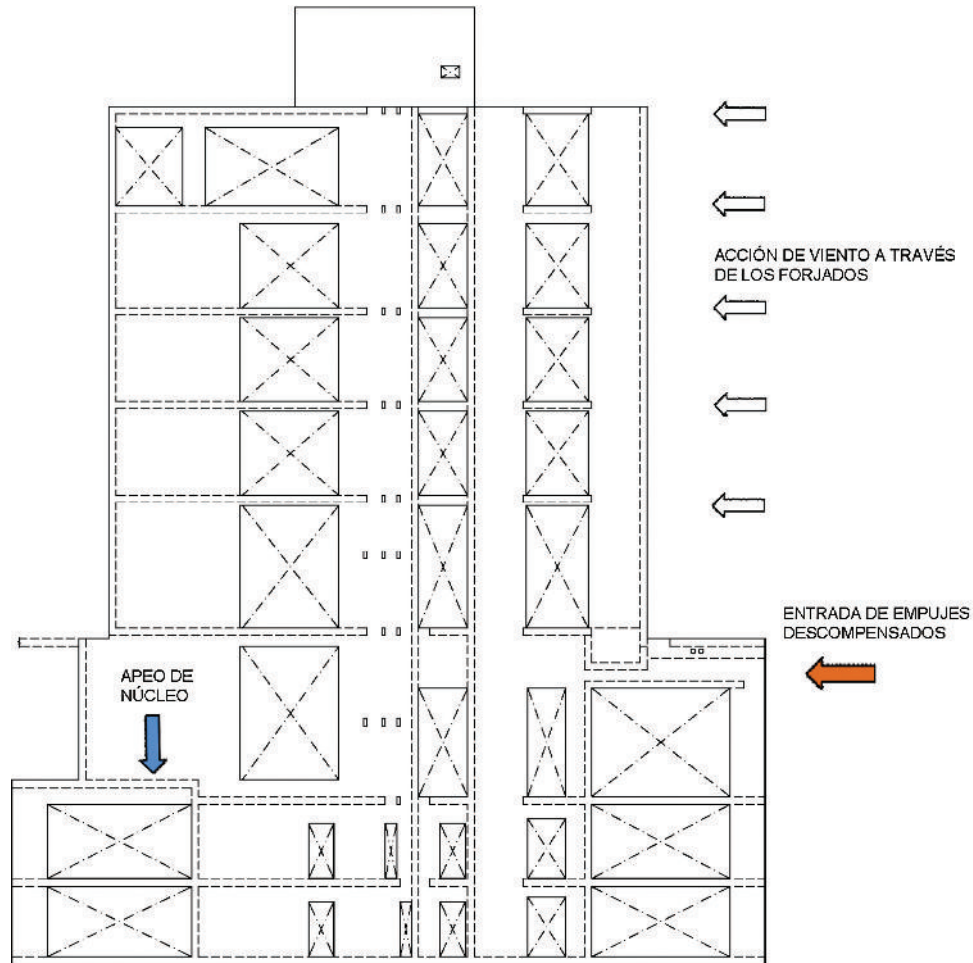 ACCIÓN DE VIENTO A TRAVÉS
DE LOS FORJADOS
ENTRADA DE EMPUJES
DESCOMPENSADOS
APEO DE
NÚCLEO